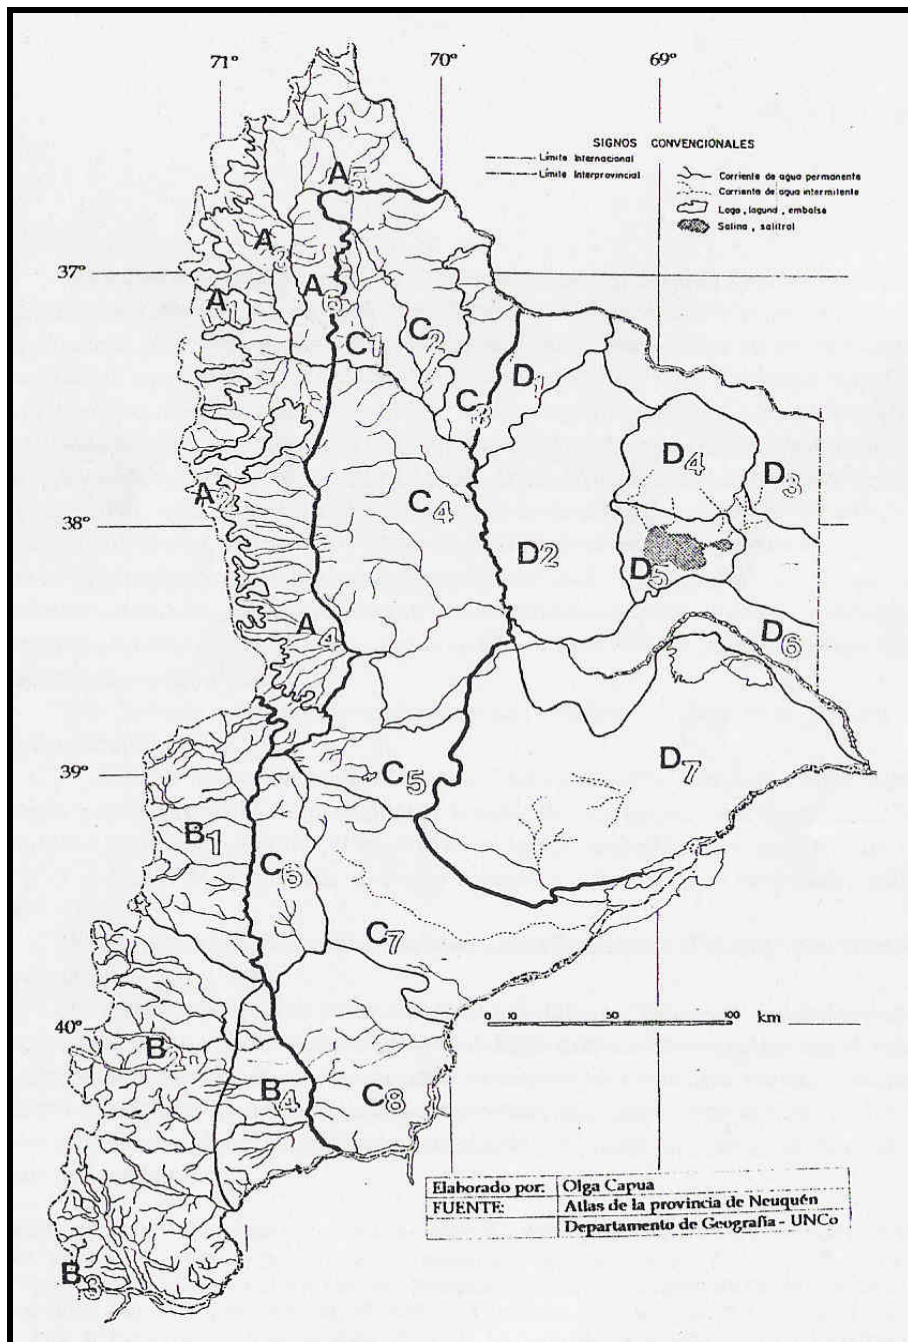 71° 70° 69°
SIGNOS CONVENCIONALES
Límite Internacional
Límite Interprovincial
Corriente de agua permanente
Corriente de agua intermitente
Lago, laguna, embalse
Salina, salitral
A5
A3
37°
A1
A6
C1
C2
C3
D1
D4
D3
A2
C4
38°
D2
D5
A4
D6
39°
C5
D7
B1
C6
C7
0 10 50 100 km
40°
B
B4
C8
B3
Elaborado por: Olga Capua
FUENTE: Atlas de la provincia de Neuquén
Departamento de Geografía - UNCo